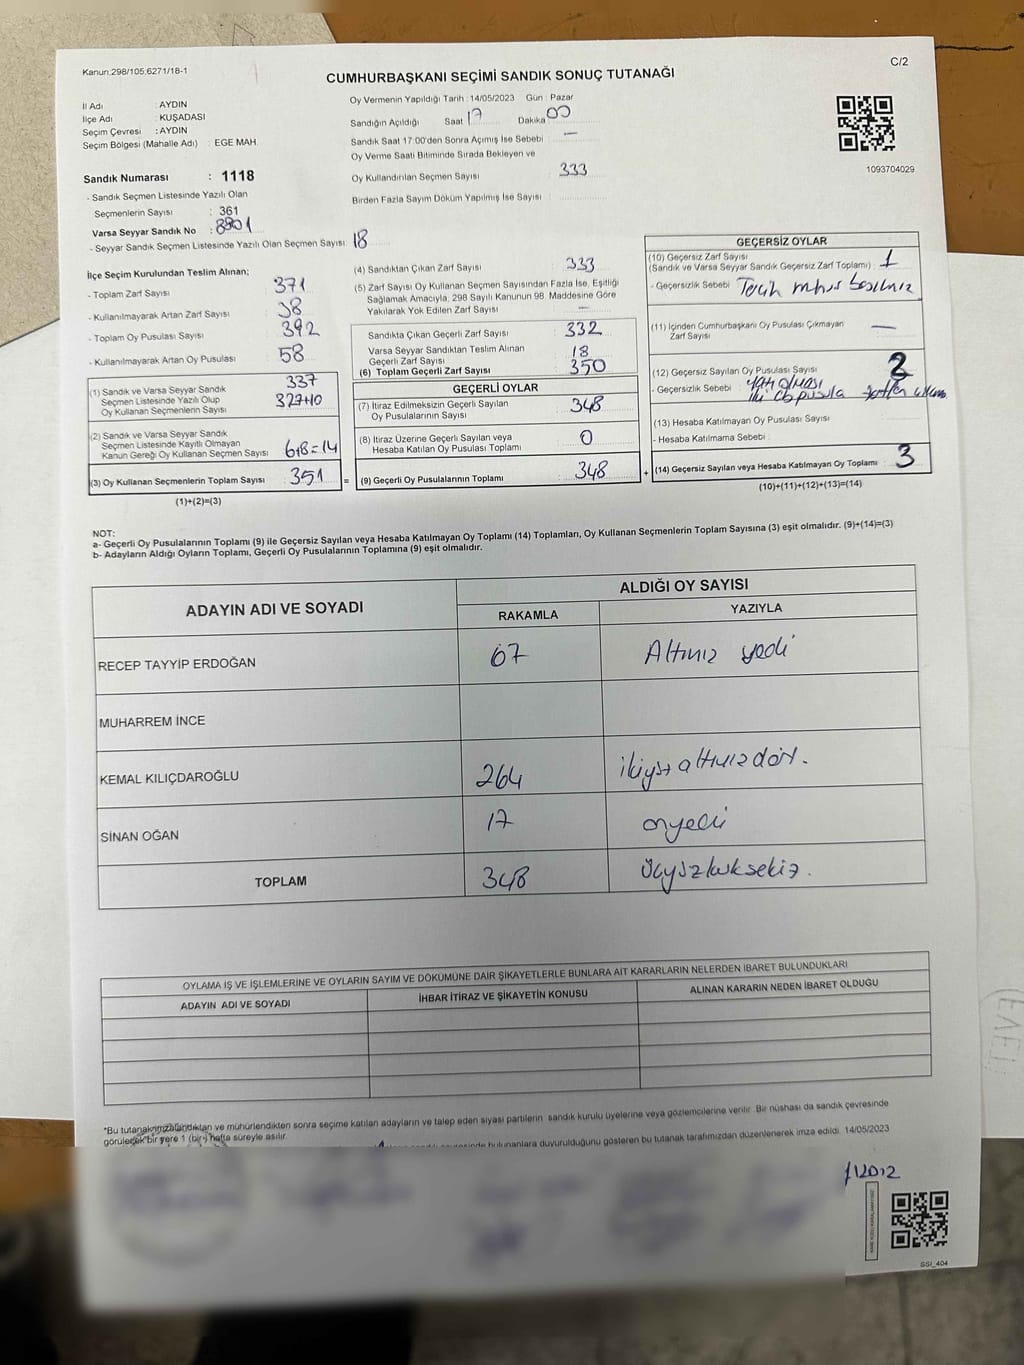 Kanun:298/105;6271/18-1
C/2
CUMHURBAŞKANI SEÇİMİ SANDIK SONUÇ TUTANAĞI
İl Adı : AYDIN
İlçe Adı : KUŞADASI
Seçim Çevresi : AYDIN
Seçim Bölgesi (Mahalle Adı) : EGE MAH.
Oy Vermenin Yapıldığı Tarih : 14/05/2023 Gün : Pazar
Sandığın Açıldığı Saat 17 Dakika 00
Sandık Saat 17:00'den Sonra Açımış İse Sebebi : —
Oy Verme Saati Bitiminde Sırada Bekleyen ve
Oy Kullandırılan Seçmen Sayısı : 333
Birden Fazla Sayım Döküm Yapılmış İse Sayısı :
1093704029
Sandık Numarası : 1118
- Sandık Seçmen Listesinde Yazılı Olan
Seçmenlerin Sayısı : 361
Varsa Seyyar Sandık No : 8801
- Seyyar Sandık Seçmen Listesinde Yazılı Olan Seçmen Sayısı: 18
İlçe Seçim Kurulundan Teslim Alınan;
- Toplam Zarf Sayısı : 371
- Kullanılmayarak Artan Zarf Sayısı : 38
- Toplam Oy Pusulası Sayısı : 392
- Kullanılmayarak Artan Oy Pusulası : 58
(1) Sandık ve Varsa Seyyar Sandık
Seçmen Listesinde Yazılı Olup
Oy Kullanan Seçmenlerin Sayısı : 337
327+10
(2) Sandık ve Varsa Seyyar Sandık
Seçmen Listesinde Kayıtlı Olmayan
Kanun Gereği Oy Kullanan Seçmen Sayısı : 6+8=14
(3) Oy Kullanan Seçmenlerin Toplam Sayısı : 351
(1)+(2)=(3)
(4) Sandıktan Çıkan Zarf Sayısı : 333
(5) Zarf Sayısı Oy Kullanan Seçmen Sayısından Fazla İse, Eşitliği
Sağlamak Amacıyla, 298 Sayılı Kanunun 98. Maddesine Göre
Yakılarak Yok Edilen Zarf Sayısı : —
Sandıkta Çıkan Geçerli Zarf Sayısı : 332
Varsa Seyyar Sandıktan Teslim Alınan
Geçerli Zarf Sayısı : 18
(6) Toplam Geçerli Zarf Sayısı : 350
GEÇERLİ OYLAR
(7) İtiraz Edilmeksizin Geçerli Sayılan
Oy Pusulalarının Sayısı : 348
(8) İtiraz Üzerine Geçerli Sayılan veya
Hesaba Katılan Oy Pusulası Toplamı : 0
= (9) Geçerli Oy Pusulalarının Toplamı : 348
GEÇERSİZ OYLAR
(10) Geçersiz Zarf Sayısı
(Sandık ve Varsa Seyyar Sandık Geçersiz Zarf Toplamı) : 1
- Geçersizlik Sebebi : Tercih mührü basılmış
(11) İçinden Cumhurbaşkanı Oy Pusulası Çıkmayan
Zarf Sayısı : —
(12) Geçersiz Sayılan Oy Pusulası Sayısı : 2
- Geçersizlik Sebebi :
iki cb pusula
(13) Hesaba Katılmayan Oy Pusulası Sayısı :
- Hesaba Katılmama Sebebi :
+ (14) Geçersiz Sayılan veya Hesaba Katılmayan Oy Toplamı : 3
(10)+(11)+(12)+(13)=(14)
NOT:
a- Geçerli Oy Pusulalarının Toplamı (9) ile Geçersiz Sayılan veya Hesaba Katılmayan Oy Toplamı (14) Toplamları, Oy Kullanan Seçmenlerin Toplam Sayısına (3) eşit olmalıdır. (9)+(14)=(3)
b- Adayların Aldığı Oyların Toplamı, Geçerli Oy Pusulalarının Toplamına (9) eşit olmalıdır.
ADAYIN ADI VE SOYADI
ALDIĞI OY SAYISI
RAKAMLA YAZIYLA
RECEP TAYYİP ERDOĞAN 67 Altmış yedi
MUHARREM İNCE
KEMAL KILIÇDAROĞLU 264 ikiyüzaltmışdört.
SİNAN OĞAN 17 onyedi
TOPLAM 348 Üçyüzkırksekiz.
OYLAMA İŞ VE İŞLEMLERİNE VE OYLARIN SAYIM VE DÖKÜMÜNE DAİR ŞİKAYETLERLE BUNLARA AİT KARARLARIN NELERDEN İBARET BULUNDUKLARI
ADAYIN ADI VE SOYADI İHBAR İTİRAZ VE ŞİKAYETİN KONUSU ALINAN KARARIN NEDEN İBARET OLDUĞU
*Bu tutanak imzalandıktan ve mühürlendikten sonra seçime katılan adayların ve talep eden siyasi partilerin sandık kurulu üyelerine veya gözlemcilerine verilir. Bir nüshası da sandık çevresinde
görülecek bir yere 1 (bir) hafta süreyle asılır.
bulunanlara duyurulduğunu gösteren bu tutanak tarafımızdan düzenlenerek imza edildi. 14/05/2023
SSI_404
EVET